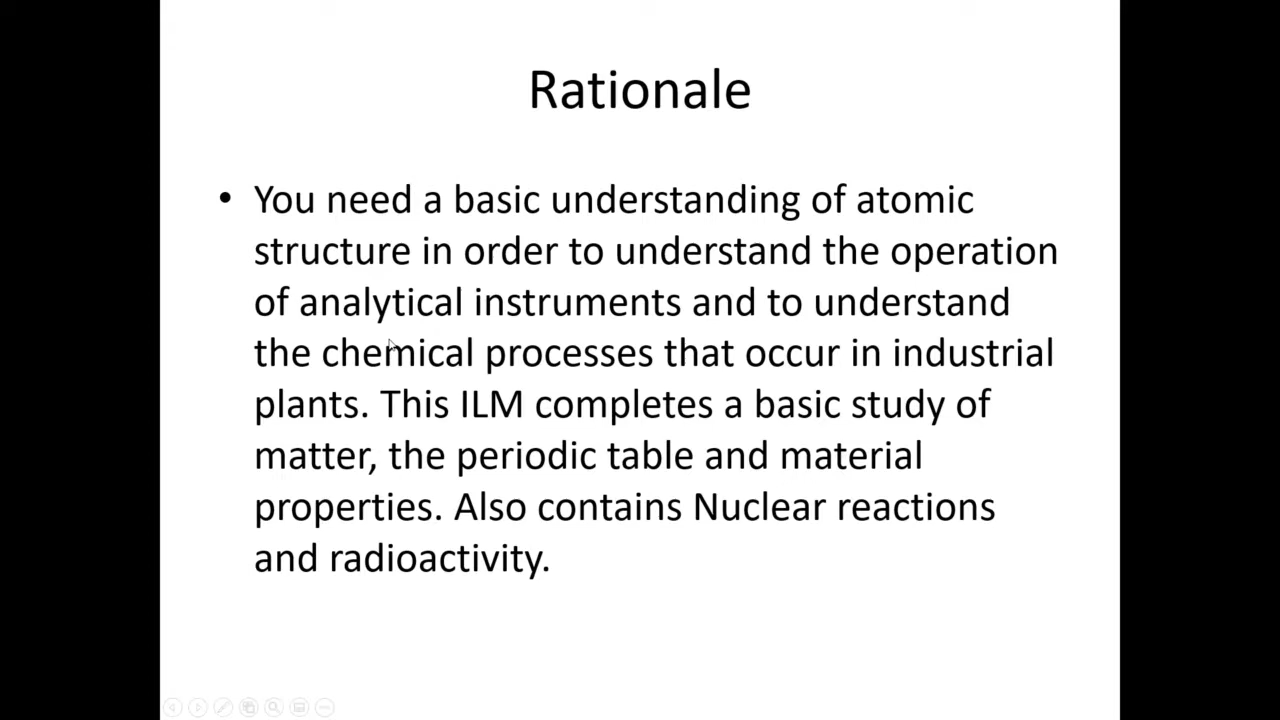 Rationale
• You need a basic understanding of atomic
structure in order to understand the operation
of analytical instruments and to understand
the chemical processes that occur in industrial
plants. This ILM completes a basic study of
matter, the periodic table and material
properties. Also contains Nuclear reactions
and radioactivity.